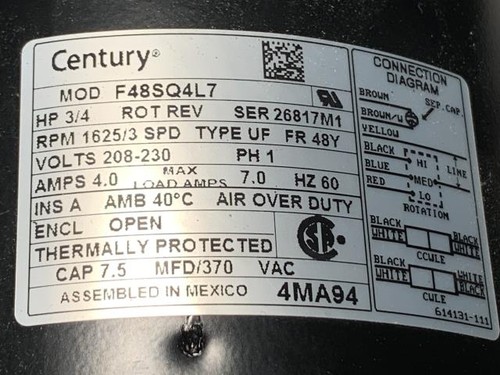 Century®
MOD F48SQ4L7
HP 3/4 ROT REV SER 26817M1
RPM 1625/3 SPD TYPE UF FR 48Y
VOLTS 208-230 PH 1
AMPS 4.0 MAX LOAD AMPS 7.0 HZ 60
INS A AMB 40°C AIR OVER DUTY
ENCL OPEN
THERMALLY PROTECTED
CAP 7.5 MFD/370 VAC
ASSEMBLED IN MEXICO 4MA94
CONNECTION
DIAGRAM
BROWN
SEP. CAP.
BROWN/W
YELLOW
BLACK HI
BLUE MED LINE
RED LO
ROTATION
BLACK
WHITE
CCWLE
BLACK WHITE
WHITE BLACK
CCWLE
614131-111